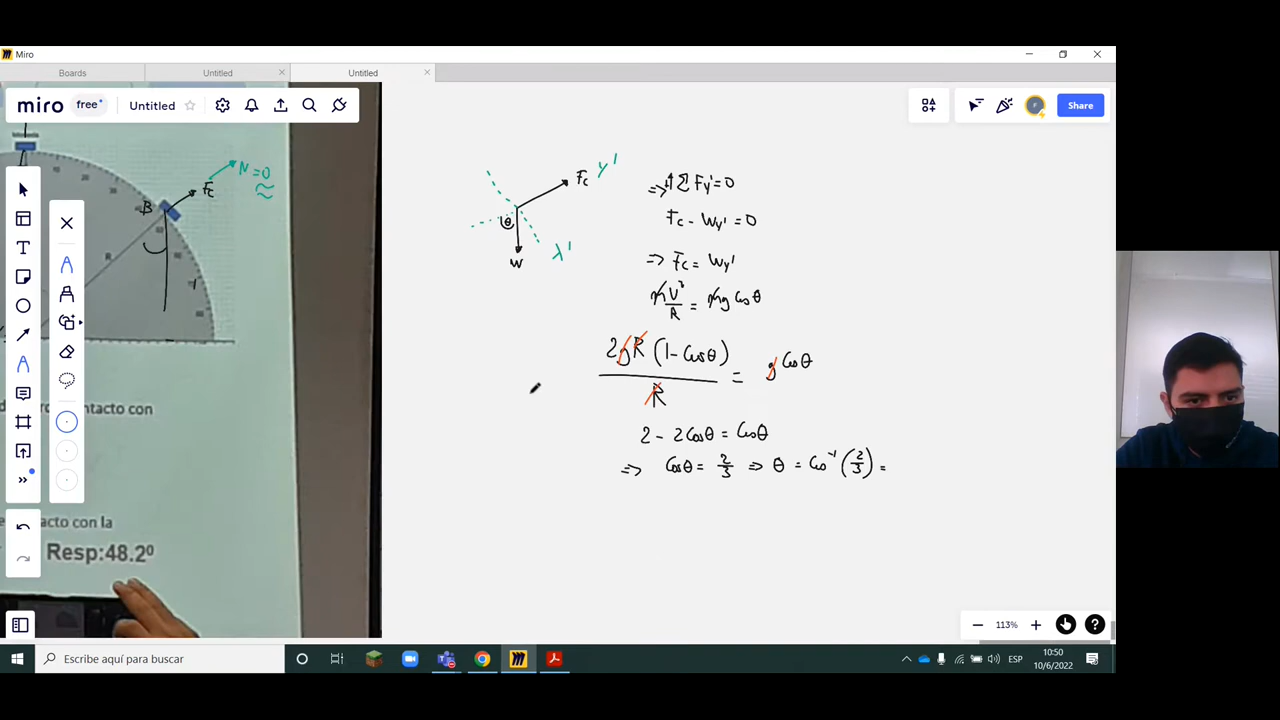 Miro
Boards
Untitled
Untitled
miro
free
Untitled
Share
N=0
Fc
B
R
T
ntacto con
ntacto con la
Resp:48.2º
Fc y'
θ
W
=> Σ Fy'=0
Fc - Wy' = 0
=> Fc = Wy'
mV²/R = mg Cosθ
2gR (1-Cosθ) / R = g Cosθ
2 - 2Cosθ = Cosθ
=> Cosθ = 2/3 => θ = Cos⁻¹ (2/3) =
113%
Escribe aquí para buscar
ESP
10:50
10/6/2022